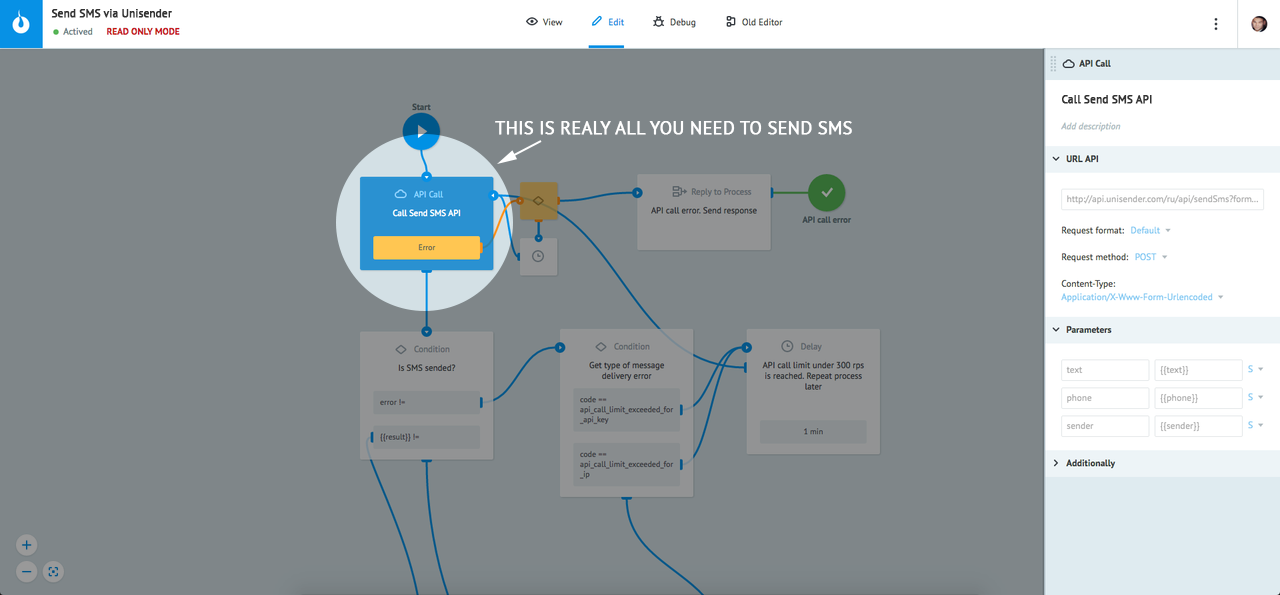 Send SMS via Unisender
Actived READ ONLY MODE
View
Edit
Debug
Old Editor
Start
THIS IS REALY ALL YOU NEED TO SEND SMS
API Call
Call Send SMS API
Error
Reply to Process
API call error. Send response
API call error
Condition
Is SMS sended?
error !=
{{result}} !=
Condition
Get type of message
delivery error
code ==
api_call_limit_exceeded_for
_api_key
code ==
api_call_limit_exceeded_for
_ip
Delay
API call limit under 300 rps
is reached. Repeat process
later
1 min
API Call
Call Send SMS API
Add description
URL API
http://api.unisender.com/ru/api/sendSms?form...
Request format: Default
Request method: POST
Content-Type:
Application/X-Www-Form-Urlencoded
Parameters
text {{text}} S
phone {{phone}} S
sender {{sender}} S
Additionally